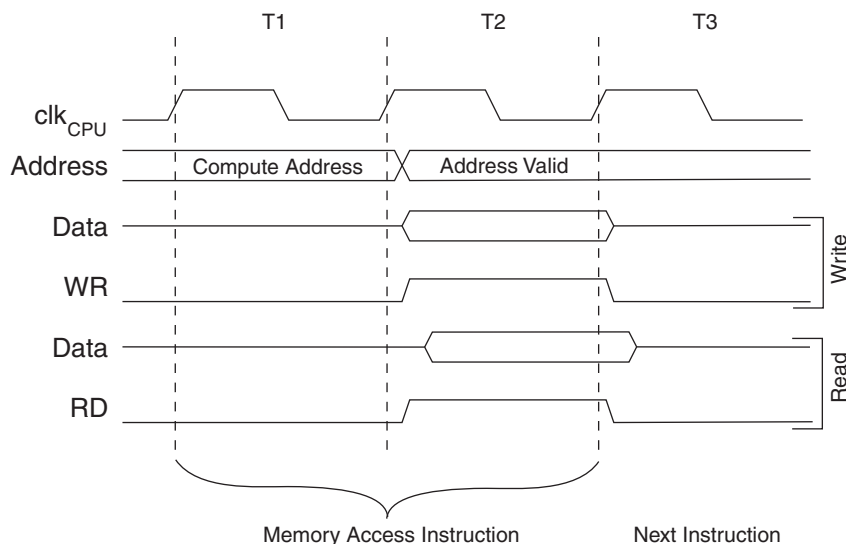 T1 T2 T3
clkCPU
Address Compute Address Address Valid
Data
WR
Write
Data
RD
Read
Memory Access Instruction Next Instruction